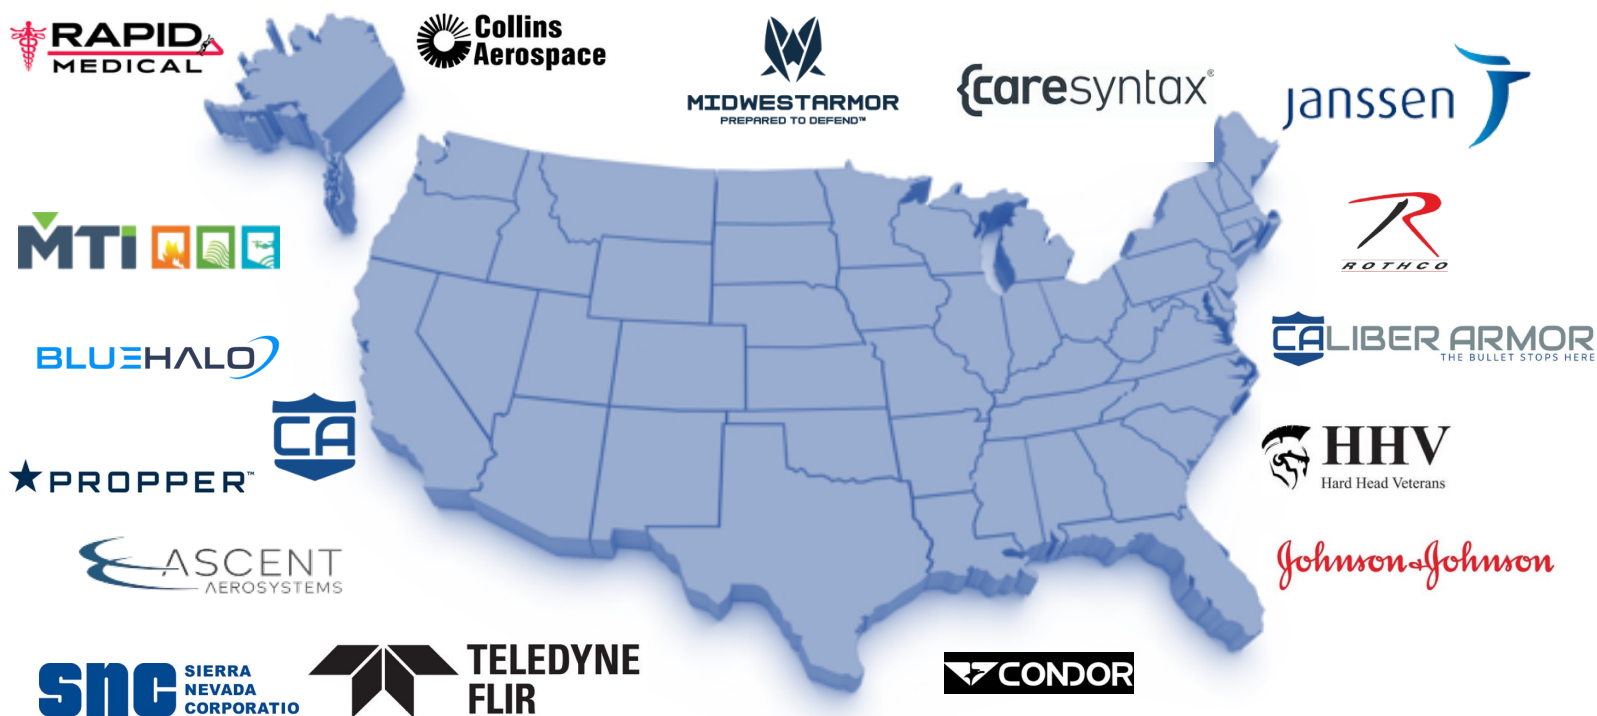 RAPID
MEDICAL
Collins
Aerospace
MIDWESTARMOR
PREPARED TO DEFEND™
{caresyntax®
janssen
MTi
ROTHCO
BLUEHALO
CALIBER ARMOR
THE BULLET STOPS HERE
CA
HHV
Hard Head Veterans
PROPPER™
ASCENT
AEROSYSTEMS
Johnson&Johnson
snc SIERRA
NEVADA
CORPORATIO
TELEDYNE
FLIR
CONDOR